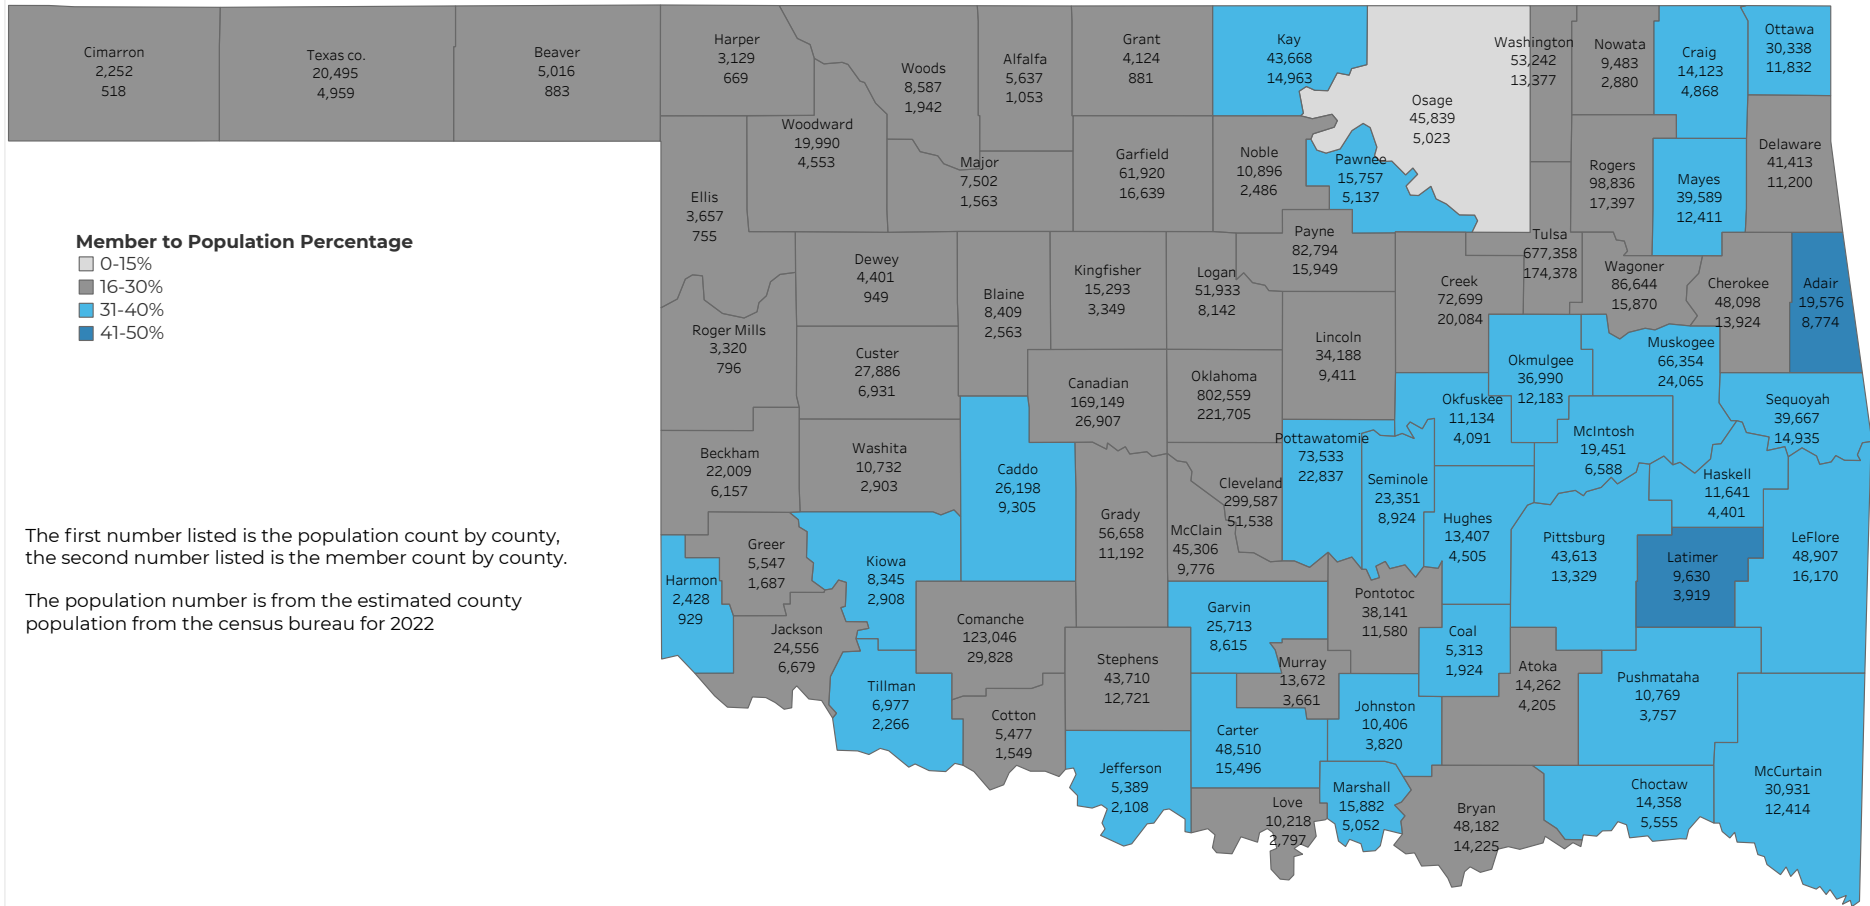 Cimarron
2,252
518
Texas co.
20,495
4,959
Beaver
5,016
883
Harper
3,129
669
Woods
8,587
1,942
Alfalfa
5,637
1,053
Grant
4,124
881
Kay
43,668
14,963
Osage
45,839
5,023
Washington
53,242
13,377
Nowata
9,483
2,880
Craig
14,123
4,868
Ottawa
30,338
11,832
Woodward
19,990
4,553
Major
7,502
1,563
Garfield
61,920
16,639
Noble
10,896
2,486
Pawnee
15,757
5,137
Rogers
98,836
17,397
Mayes
39,589
12,411
Delaware
41,413
11,200
Ellis
3,657
755
Member to Population Percentage
0-15%
16-30%
31-40%
41-50%
Dewey
4,401
949
Blaine
8,409
2,563
Kingfisher
15,293
3,349
Logan
51,933
8,142
Payne
82,794
15,949
Creek
72,699
20,084
Tulsa
677,358
174,378
Wagoner
86,644
15,870
Cherokee
48,098
13,924
Adair
19,576
8,774
Roger Mills
3,320
796
Custer
27,886
6,931
Canadian
169,149
26,907
Oklahoma
802,559
221,705
Lincoln
34,188
9,411
Okmulgee
36,990
12,183
Muskogee
66,354
24,065
Okfuskee
11,134
4,091
McIntosh
19,451
6,588
Sequoyah
39,667
14,935
Beckham
22,009
6,157
Washita
10,732
2,903
Caddo
26,198
9,305
Grady
56,658
11,192
Cleveland
299,587
51,538
McClain
45,306
9,776
Pottawatomie
73,533
22,837
Seminole
23,351
8,924
Hughes
13,407
4,505
Haskell
11,641
4,401
Pittsburg
43,613
13,329
Latimer
9,630
3,919
LeFlore
48,907
16,170
The first number listed is the population count by county,
the second number listed is the member count by county.
The population number is from the estimated county
population from the census bureau for 2022
Harmon
2,428
929
Greer
5,547
1,687
Kiowa
8,345
2,908
Jackson
24,556
6,679
Comanche
123,046
29,828
Stephens
43,710
12,721
Garvin
25,713
8,615
Murray
13,672
3,661
Pontotoc
38,141
11,580
Coal
5,313
1,924
Atoka
14,262
4,205
Pushmataha
10,769
3,757
Tillman
6,977
2,266
Cotton
5,477
1,549
Jefferson
5,389
2,108
Carter
48,510
15,496
Johnston
10,406
3,820
Love
10,218
2,797
Marshall
15,882
5,052
Bryan
48,182
14,225
Choctaw
14,358
5,555
McCurtain
30,931
12,414